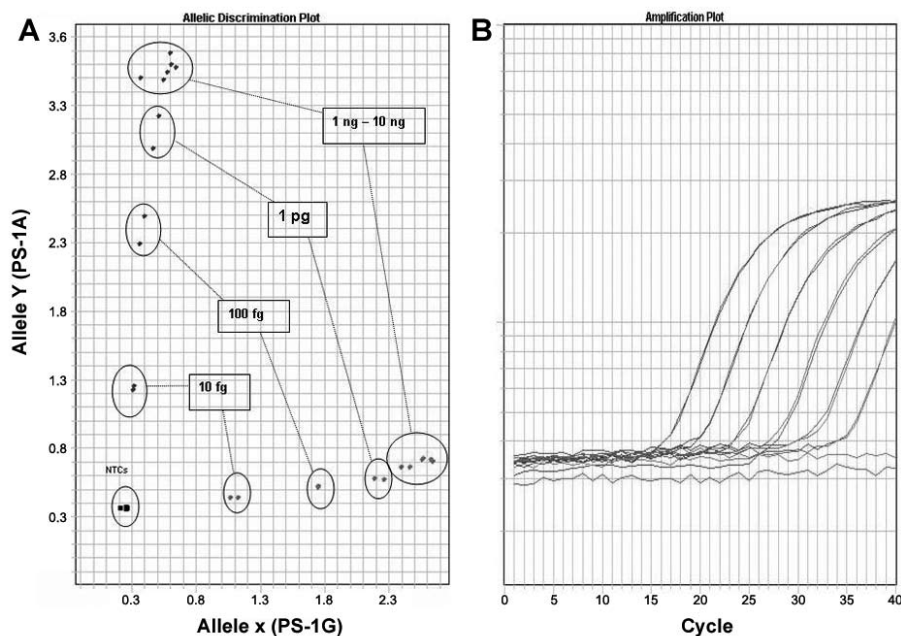 A
Allelic Discrimination Plot
Allele Y (PS-1A)
3.6
3.3
2.8
2.3
1.8
1.3
0.8
0.3
1 ng – 10 ng
1 pg
100 fg
10 fg
NTCs
0.3
0.8
1.3
1.8
2.3
Allele x (PS-1G)
B
Amplification Plot
0
5
10
15
20
25
30
35
40
Cycle